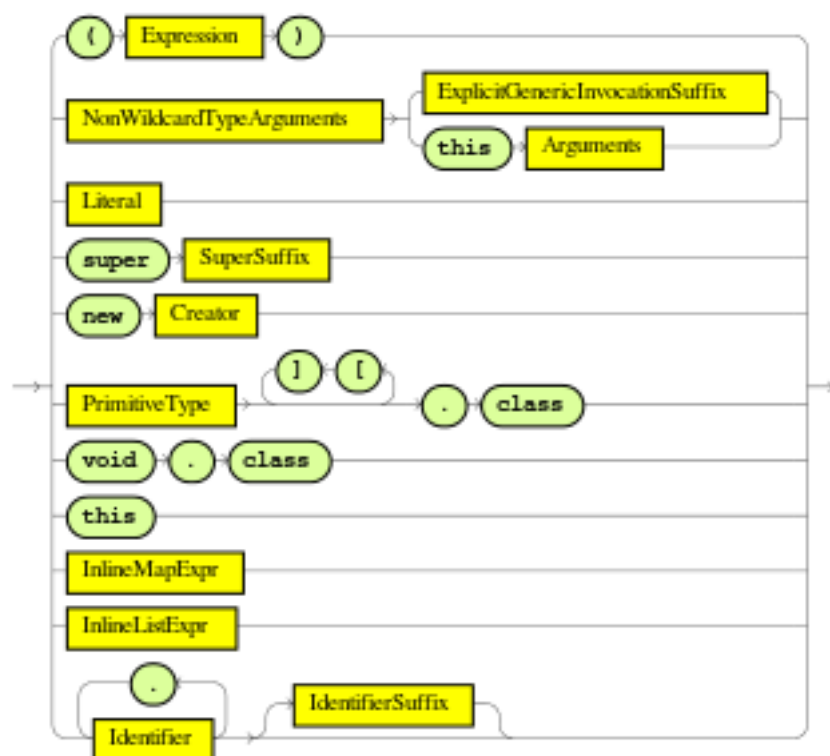 ( Expression )
ExplicitGenericInvocationSuffix
NonWildcardTypeArguments
this Arguments
Literal
super SuperSuffix
new Creator
] [
PrimitiveType . class
void . class
this
InlineMapExpr
InlineListExpr
.
IdentifierSuffix
Identifier